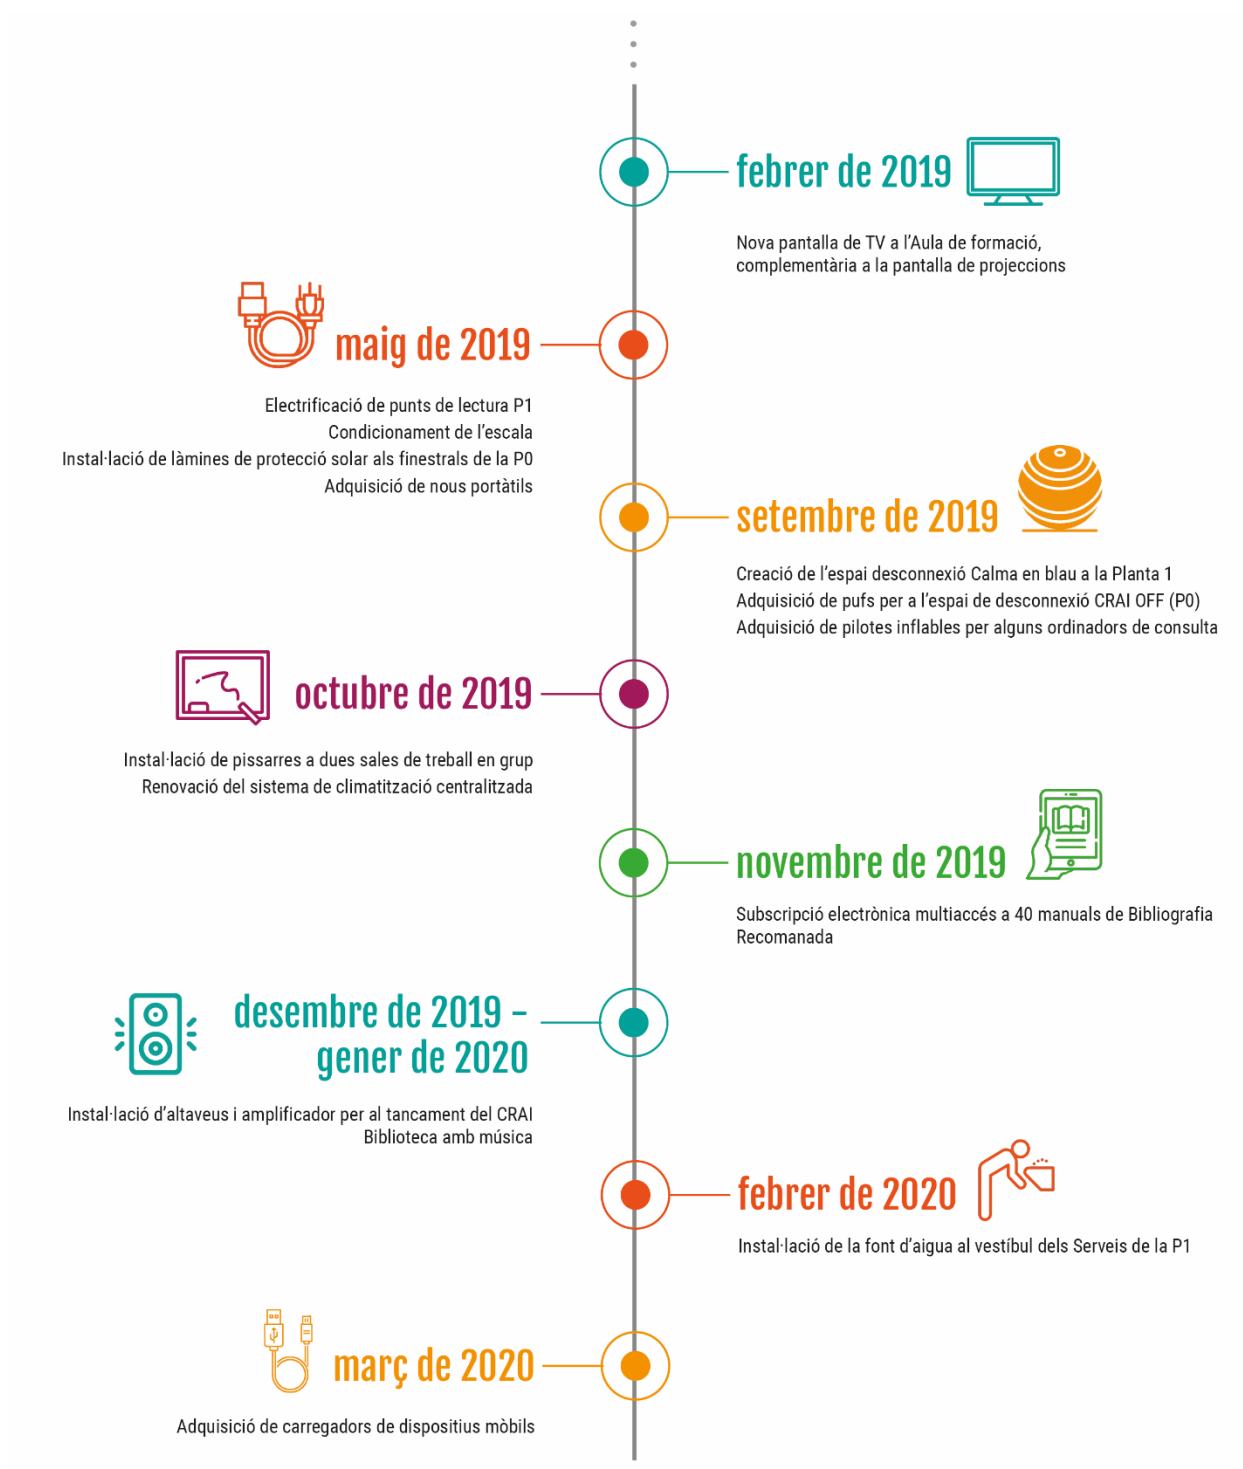 febrer de 2019
Nova pantalla de TV a l'Aula de formació,
complementària a la pantalla de projeccions
maig de 2019
Electrificació de punts de lectura P1
Condicionament de l'escala
Instal·lació de làmines de protecció solar als finestrals de la P0
Adquisició de nous portàtils
setembre de 2019
Creació de l'espai desconnexió Calma en blau a la Planta 1
Adquisició de pufs per a l'espai de desconnexió CRAI OFF (P0)
Adquisició de pilotes inflables per alguns ordinadors de consulta
octubre de 2019
Instal·lació de pissarres a dues sales de treball en grup
Renovació del sistema de climatització centralitzada
novembre de 2019
Subscripció electrònica multiaccés a 40 manuals de Bibliografia
Recomanada
desembre de 2019 –
gener de 2020
Instal·lació d'altaveus i amplificador per al tancament del CRAI
Biblioteca amb música
febrer de 2020
Instal·lació de la font d'aigua al vestíbul dels Serveis de la P1
març de 2020
Adquisició de carregadors de dispositius mòbils